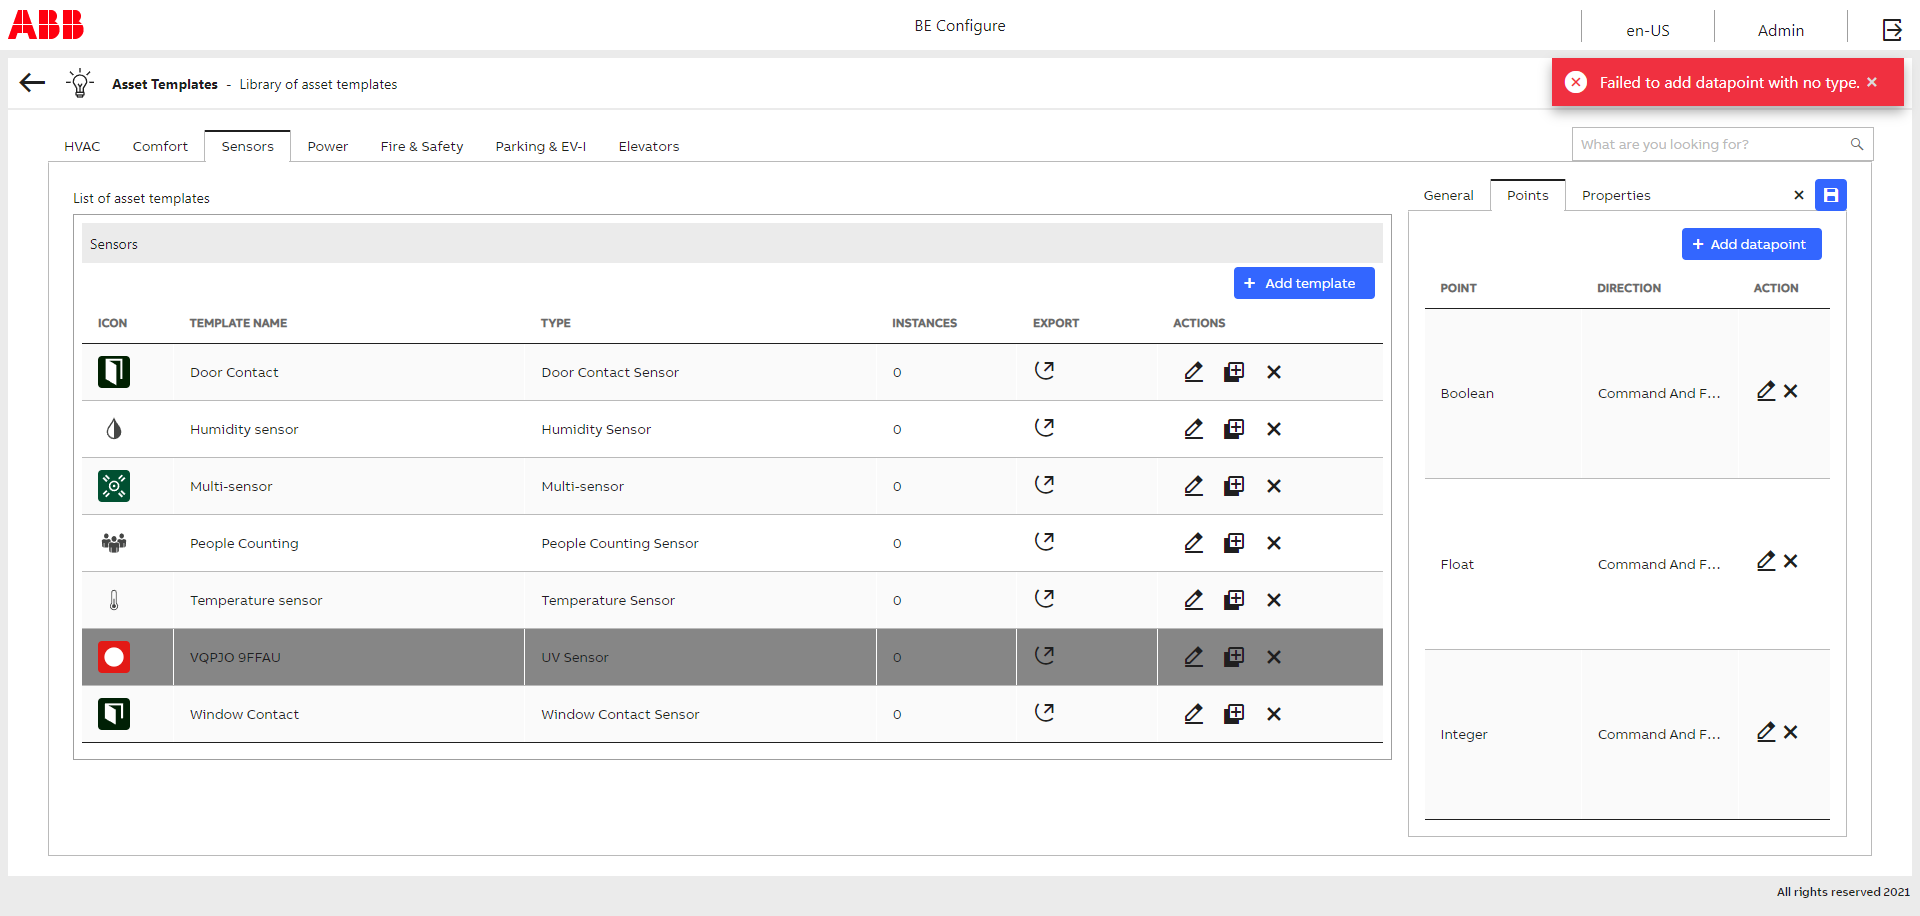 ABB
BE Configure
en-US
Admin
Asset Templates - Library of asset templates
Failed to add datapoint with no type.
HVAC
Comfort
Sensors
Power
Fire & Safety
Parking & EV-I
Elevators
What are you looking for?
List of asset templates
Sensors
+ Add template
ICON TEMPLATE NAME TYPE INSTANCES EXPORT ACTIONS
Door Contact Door Contact Sensor 0
Humidity sensor Humidity Sensor 0
Multi-sensor Multi-sensor 0
People Counting People Counting Sensor 0
Temperature sensor Temperature Sensor 0
VQPJO 9FFAU UV Sensor 0
Window Contact Window Contact Sensor 0
General
Points
Properties
+ Add datapoint
POINT DIRECTION ACTION
Boolean Command And F...
Float Command And F...
Integer Command And F...
All rights reserved 2021